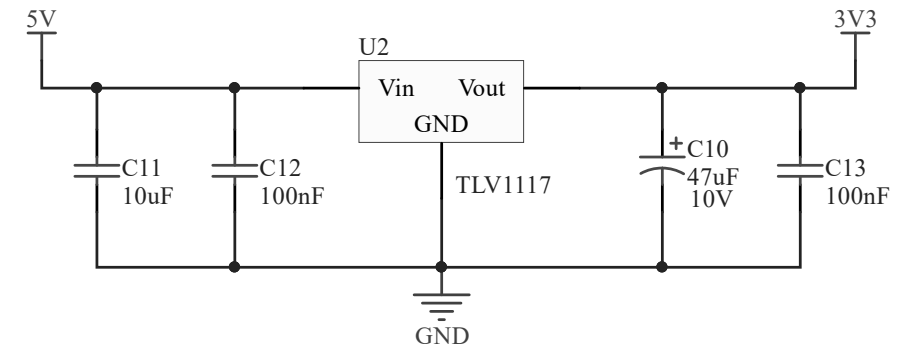 5V
3V3
U2
Vin
Vout
GND
C11
10uF
C12
100nF
TLV1117
C10
47uF
10V
C13
100nF
GND